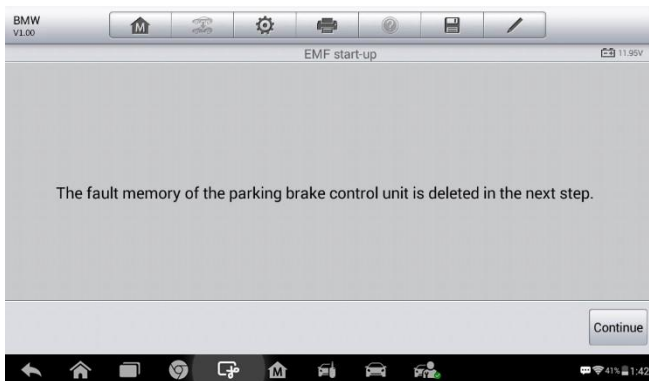 BMW
V1.00
EMF start-up
11.95V
The fault memory of the parking brake control unit is deleted in the next step.
Continue
41% 1:42